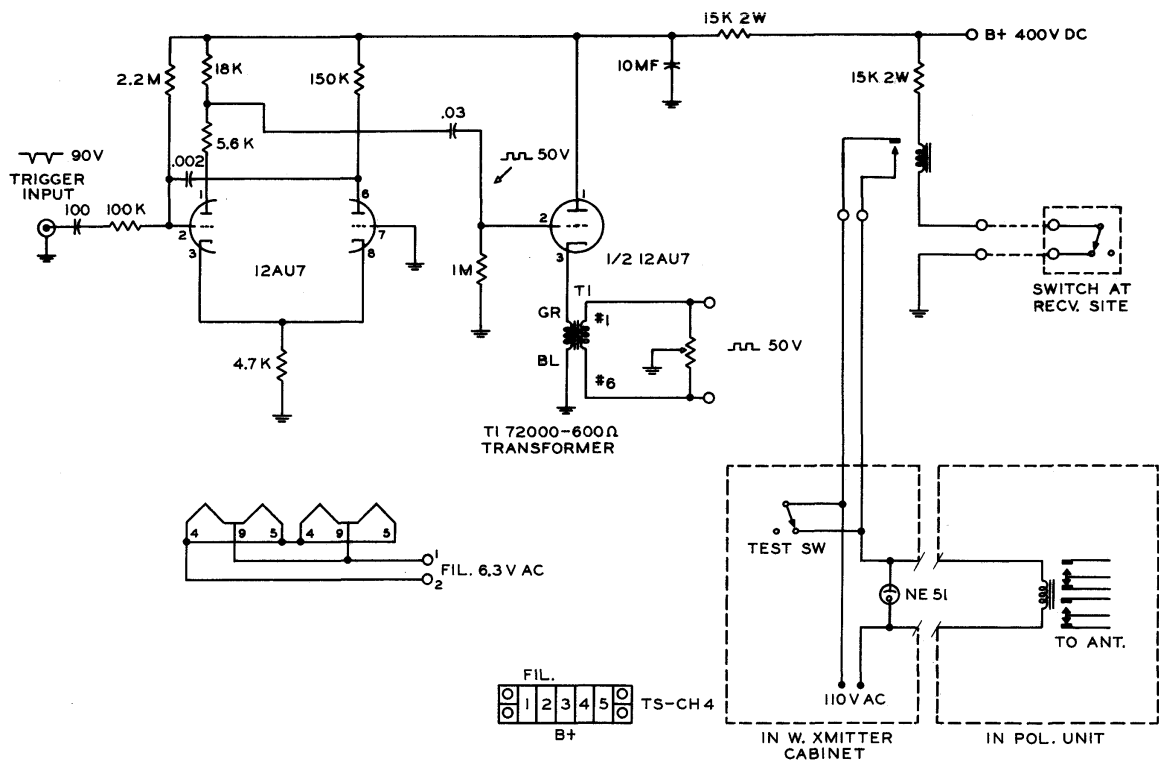 15K 2W
B+ 400V DC
2.2M
18K
150K
10MF
15K 2W
5.6K
.03
90V
TRIGGER
INPUT
.002
50V
100
100K
1
6
2
7
3
8
12AU7
1
2
3
1/2 12AU7
1M
SWITCH AT
RECV. SITE
T1
GR
#1
BL
#6
50V
4.7K
T1 72000-600Ω
TRANSFORMER
4
9
5
4
9
5
1
FIL. 6.3V AC
2
TEST SW
NE 51
TO ANT.
FIL.
1 2 3 4 5
TS-CH4
B+
110V AC
IN W. XMITTER
CABINET
IN POL. UNIT